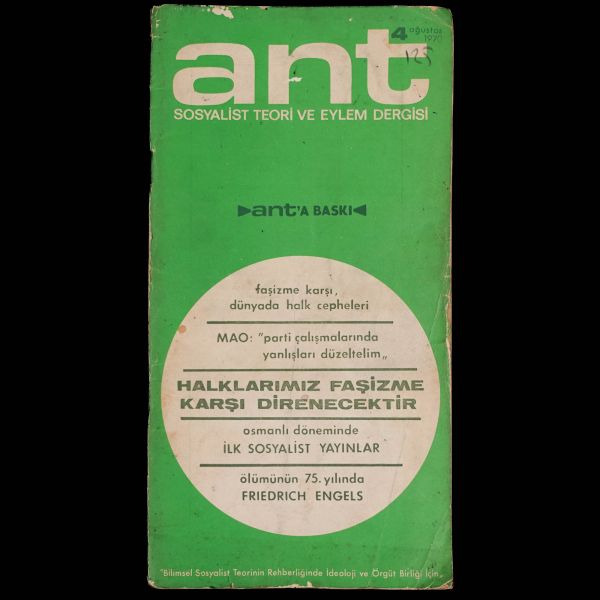 4 ağustos
1970
125
ant
SOSYALİST TEORİ VE EYLEM DERGİSİ
ant'A BASKI
faşizme karşı,
dünyada halk cepheleri
MAO: "parti çalışmalarında
yanlışları düzeltelim„
HALKLARIMIZ FAŞİZME
KARŞI DİRENECEKTİR
osmanlı döneminde
İLK SOSYALİST YAYINLAR
ölümünün 75. yılında
FRIEDRICH ENGELS
"Bilimsel Sosyalist Teorinin Rehberliğinde İdeoloji ve Örgüt Birliği İçin„